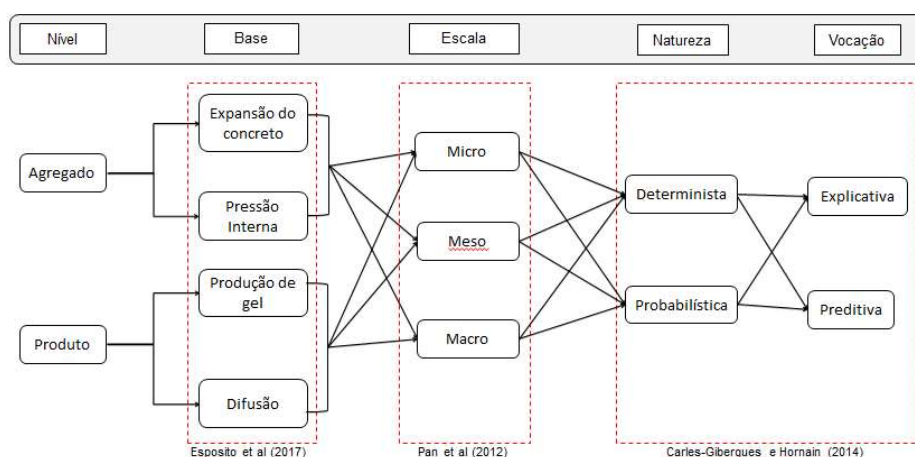 Nível
Base
Escala
Natureza
Vocação
Agregado
Expansão do
concreto
Pressão
Interna
Produto
Produção de
gel
Difusão
Micro
Meso
Macro
Determinista
Probabilística
Explicativa
Preditiva
Esposito et al (2017)
Pan et al (2012)
Carles-Gibergues e Hornain (2014)